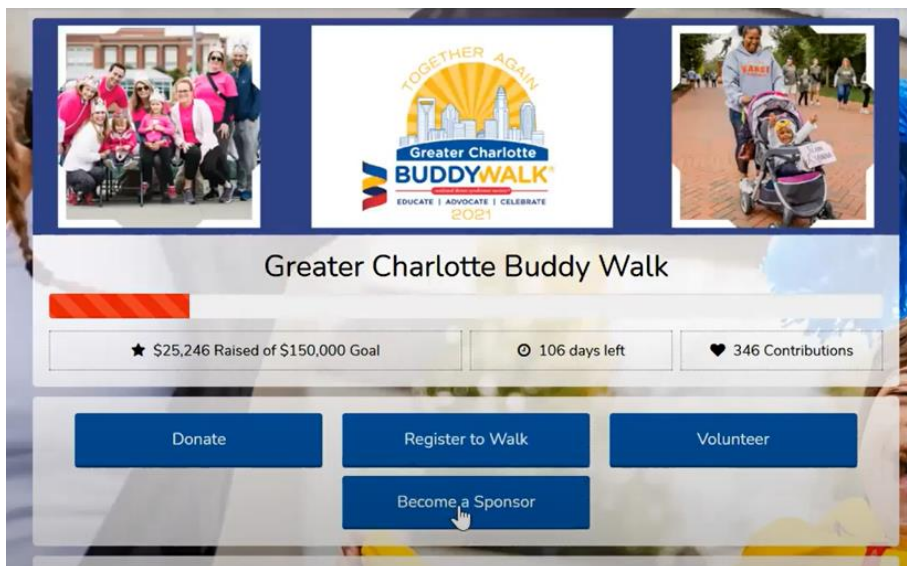 TOGETHER AGAIN
Greater Charlotte
BUDDYWALK®
EDUCATE | ADVOCATE | CELEBRATE
2021
Greater Charlotte Buddy Walk
$25,246 Raised of $150,000 Goal
106 days left
346 Contributions
Donate
Register to Walk
Volunteer
Become a Sponsor